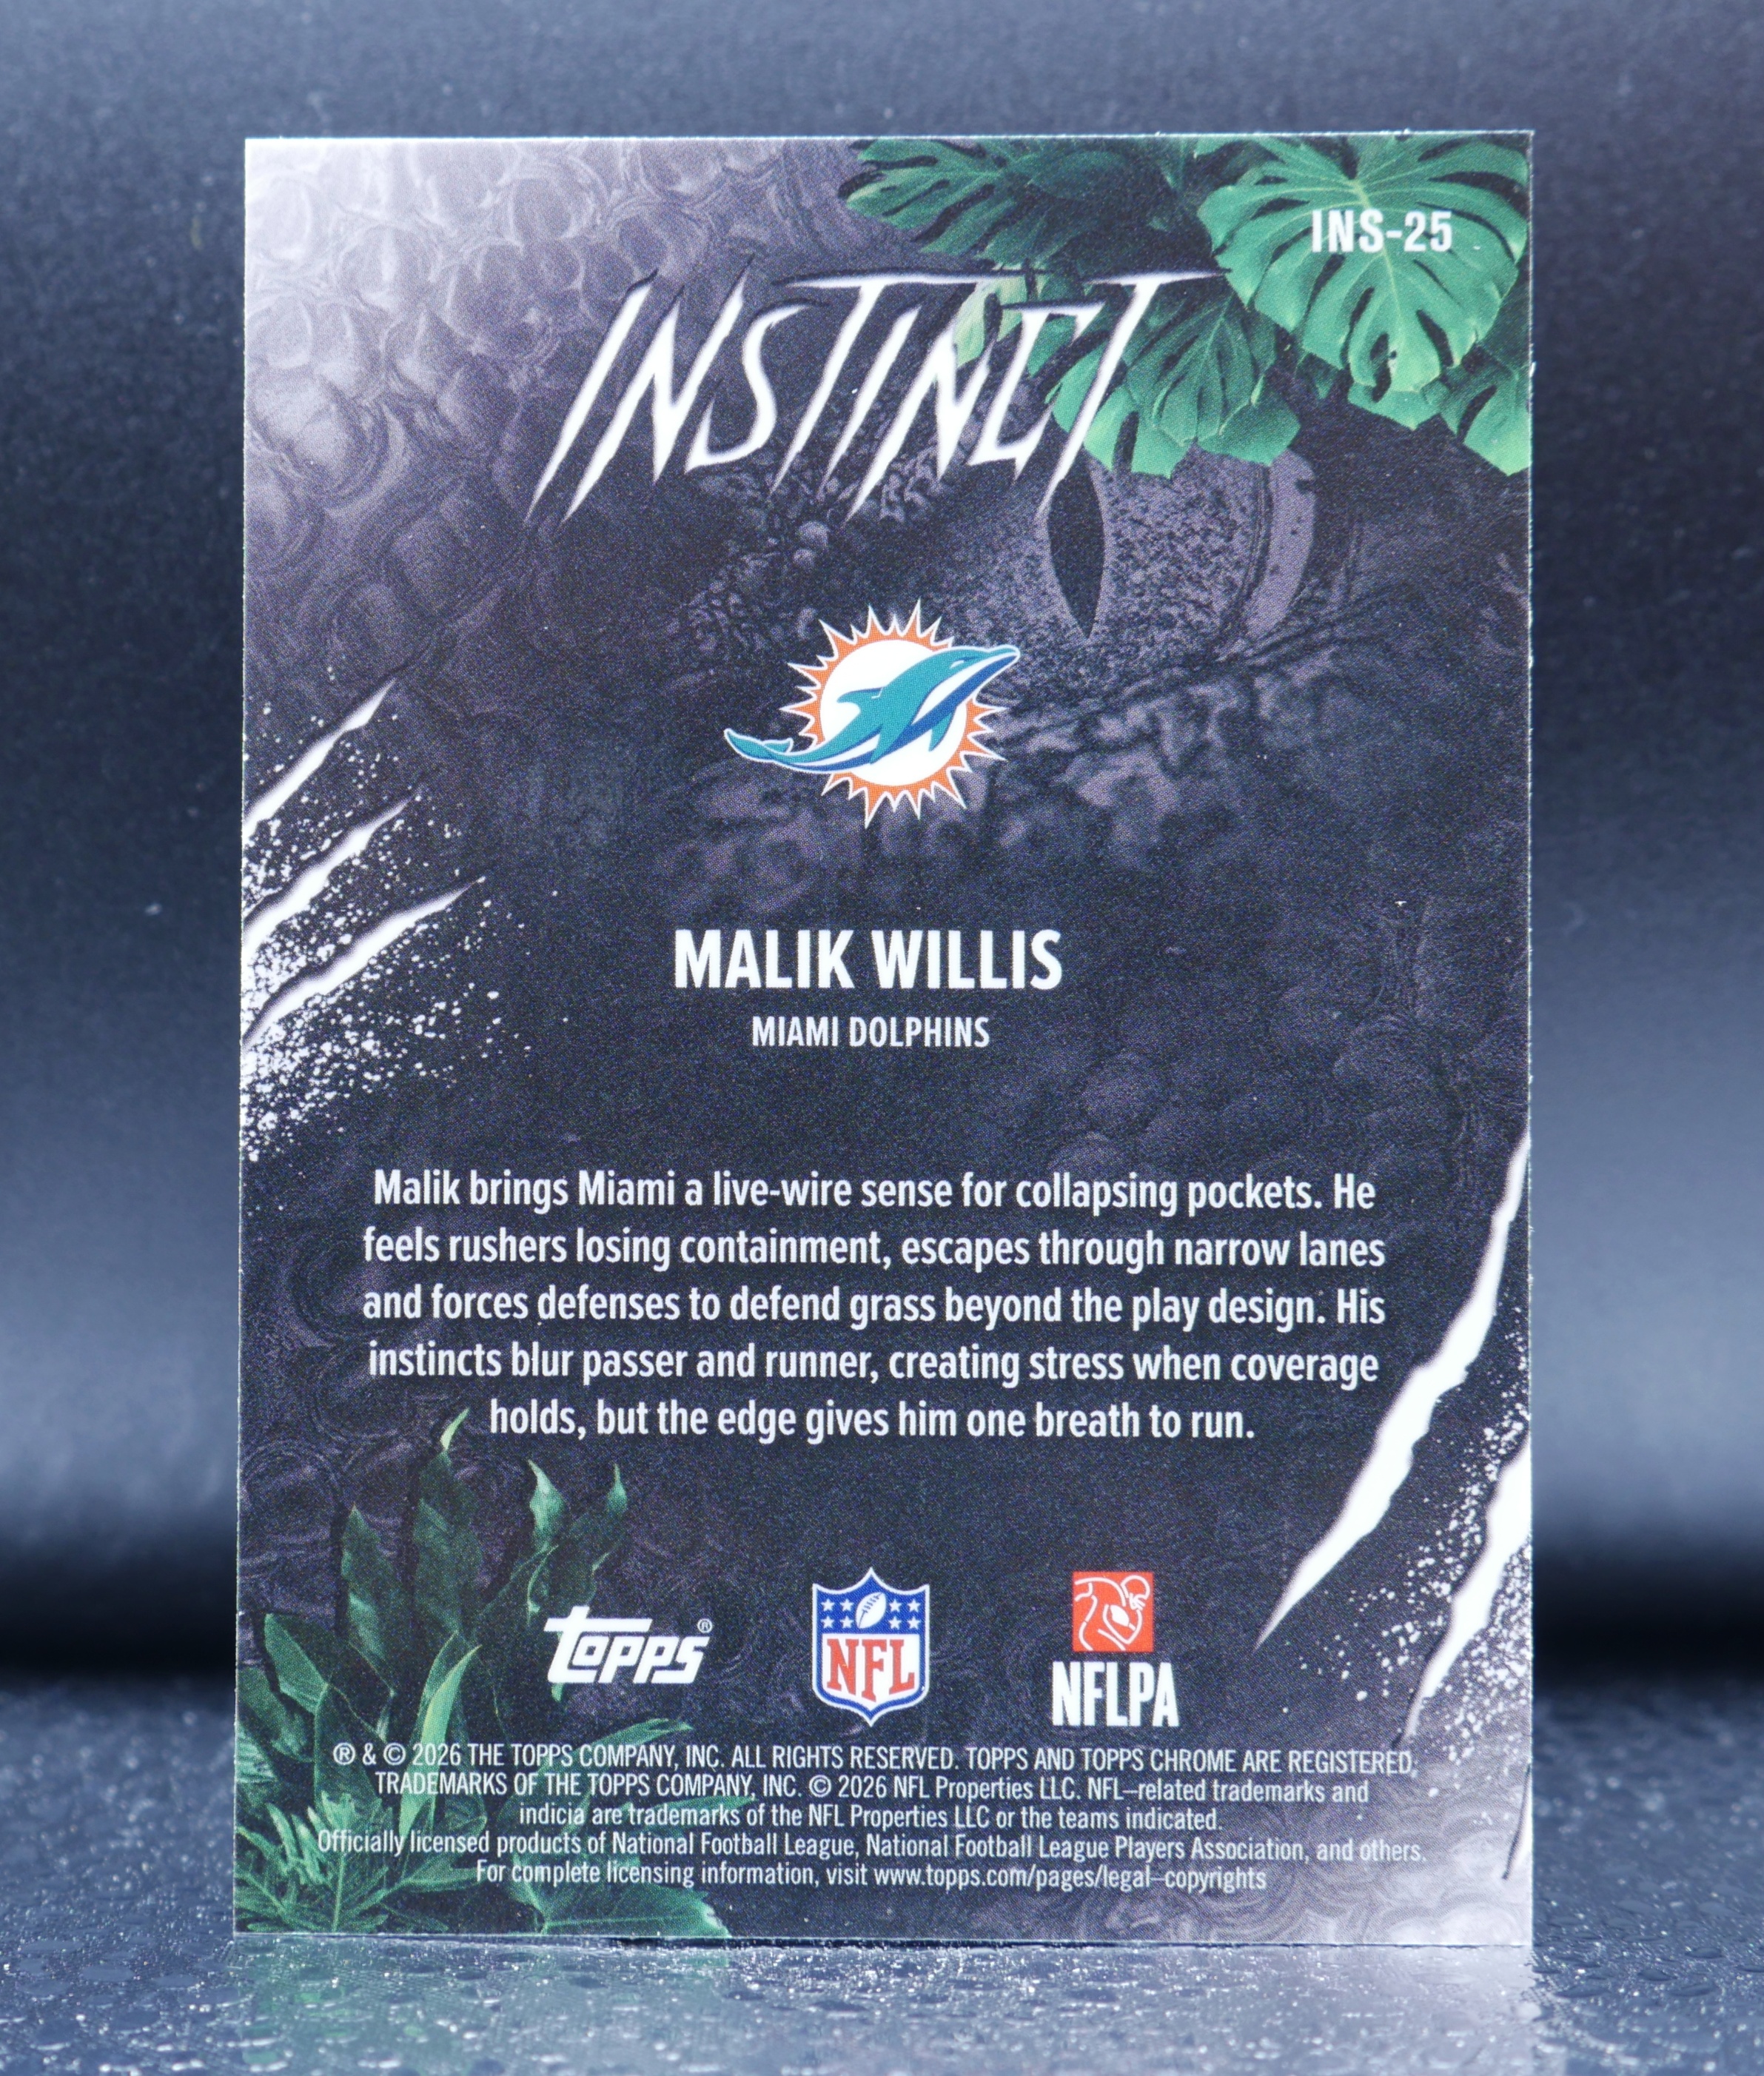 INS-25
INSTINCT
MALIK WILLIS
MIAMI DOLPHINS
Malik brings Miami a live-wire sense for collapsing pockets. He
feels rushers losing containment, escapes through narrow lanes
and forces defenses to defend grass beyond the play design. His
instincts blur passer and runner, creating stress when coverage
holds, but the edge gives him one breath to run.
topps®
NFL
NFLPA
® & © 2026 THE TOPPS COMPANY, INC. ALL RIGHTS RESERVED. TOPPS AND TOPPS CHROME ARE REGISTERED
TRADEMARKS OF THE TOPPS COMPANY, INC. © 2026 NFL Properties LLC. NFL–related trademarks and
indicia are trademarks of the NFL Properties LLC or the teams indicated.
Officially licensed products of National Football League, National Football League Players Association, and others.
For complete licensing information, visit www.topps.com/pages/legal–copyrights